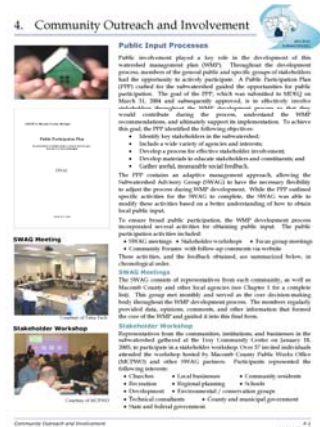 4. Community Outreach and Involvement
Public Input Processes
Public involvement played a key role in the development of this
watershed management plan (WMP). Throughout the development
process, members of the general public and specific groups of stakeholders
had the opportunity to actively participate. A Public Participation Plan
(PPP) crafted for the subwatershed guided the opportunities for public
participation. The goal of the PPP, which was submitted to MDEQ on
March 31, 2004 and subsequently approved, is to effectively involve
stakeholders throughout the WMP development process so that they
would contribute during the process, understand the WMP
recommendations, and ultimately support its implementation. To achieve
this goal, the PPP identified the following objectives:
• Identify key stakeholders in the subwatershed;
• Include a wide variety of agencies and interests;
• Develop a process for effective stakeholder involvement;
• Develop materials to educate stakeholders and constituents; and
• Gather useful, measurable social feedback.
The PPP contains an adaptive management approach, allowing the
Subwatershed Advisory Group (SWAG) to have the necessary flexibility
to adjust the process during WMP development. While the PPP outlined
specific activities for the SWAG to complete, the SWAG was able to
modify those activities based on a better understanding of how to obtain
local public input.
To ensure broad public participation, the WMP development process
incorporated several activities for obtaining public input. The public
participation activities included:
• SWAG meetings • Stakeholder workshops • Focus group meetings
• Community Forums with follow-up comments via website
These activities, and the feedback obtained, are summarized below, in
chronological order.
SWAG Meetings
The SWAG consists of representatives from each community, as well as
Macomb County and other local agencies (see Chapter 1 for a complete
list). This group met monthly and served as the core decision-making
body throughout the WMP development process. The members regularly
provided data, opinions, comments, and other information that formed
the core of the WMP and guided it into this final form.
Stakeholder Workshop
Representatives from the communities, institutions, and businesses in the
subwatershed gathered at the Troy Community Center on January 18,
2005, to participate in a stakeholder workshop. Over 37 invited individuals
attended the workshop hosted by Macomb County Public Works Office
(MCPWO) and other SWAG partners. Participants represented the
following interests:
• Churches • Local businesses • Community residents
• Recreation • Regional planning • Schools
• Development • Environmental / conservation groups
• Technical consultants • County and municipal government
• State and federal government
Public Participation Plan
SWAG Meeting
Courtesy of Tetra Tech
Stakeholder Workshop
Courtesy of MCPWO
Community Outreach and Involvement 4-1